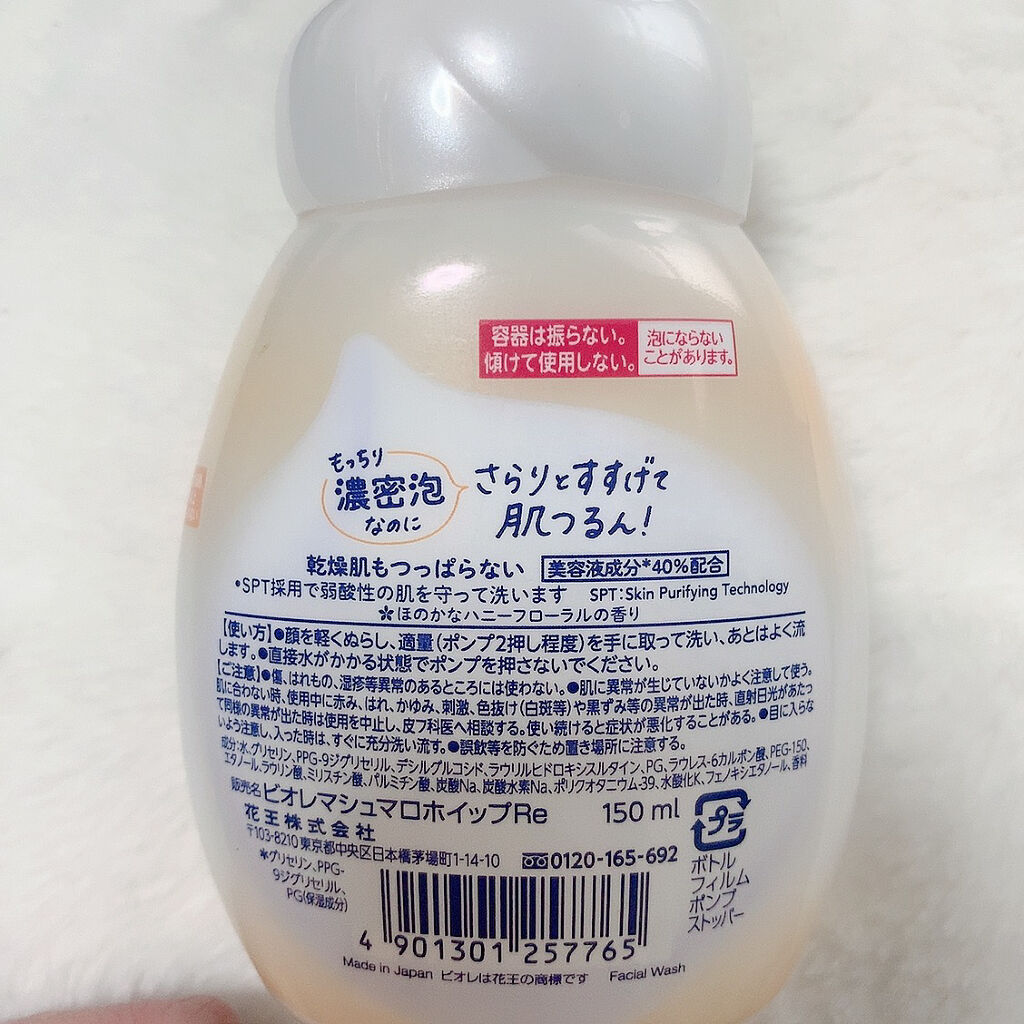 容器は振らない。
傾けて使用しない。
泡にならない
ことがあります。
もっちり
濃密泡
なのに
さらりとすすげて
肌つるん!
乾燥肌もつっぱらない 美容液成分*40%配合
•SPT採用で弱酸性の肌を守って洗います SPT:Skin Purifying Technology
✽ほのかなハニーフローラルの香り
【使い方】●顔を軽くぬらし、適量(ポンプ2押し程度)を手に取って洗い、あとはよく流
します。●直接水がかかる状態でポンプを押さないでください。
【ご注意】●傷、はれもの、湿疹等異常のあるところには使わない。●肌に異常が生じていないかよく注意して使う。
肌に合わない時、使用中に赤み、はれ、かゆみ、刺激、色抜け(白斑等)や黒ずみ等の異常が出た時、直射日光があたっ
て同様の異常が出た時は使用を中止し、皮フ科医へ相談する。使い続けると症状が悪化することがある。●目に入らな
いよう注意し、入った時は、すぐに充分洗い流す。●誤飲等を防ぐため置き場所に注意する。
成分:水、グリセリン、PPG-9ジグリセリル、デシルグルコシド、ラウリルヒドロキシスルタイン、PG、ラウレス-6カルボン酸、PEG-150、
エタノール、ラウリン酸、ミリスチン酸、パルミチン酸、炭酸Na、炭酸水素Na、ポリクオタニウム-39、水酸化K、フェノキシエタノール、香料
販売名 ビオレマシュマロホイップRe 150 ml
花王株式会社
〒103-8210 東京都中央区日本橋茅場町1-14-10 0120-165-692
プラ
ボトル
フィルム
ポンプ
ストッパー
*グリセリン、PPG-
9ジグリセリル、
PG(保湿成分)
4 901301 257765
Made in Japan ビオレは花王の商標です Facial Wash